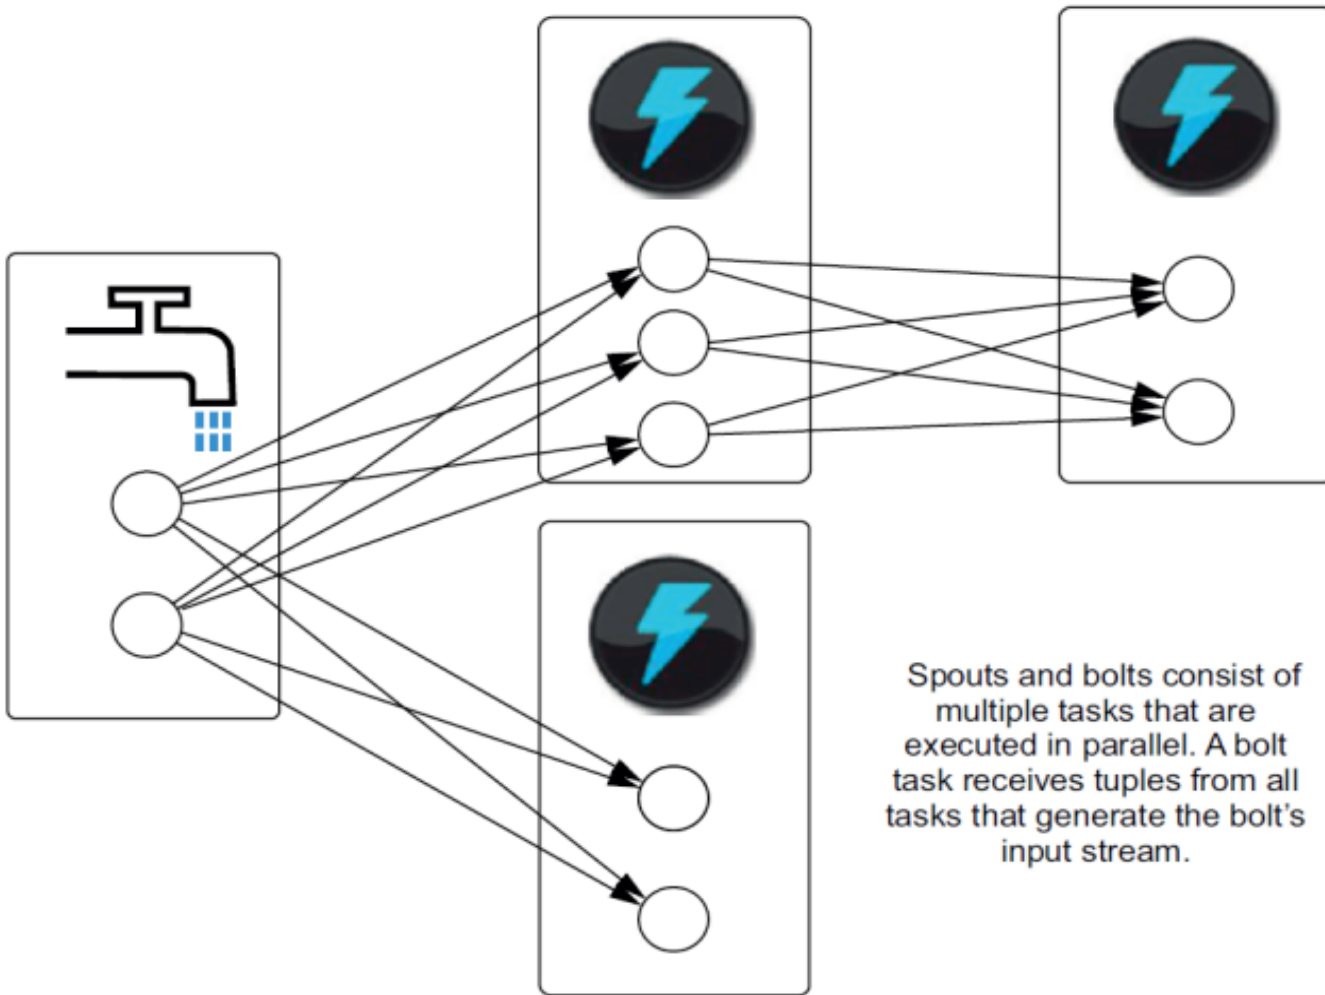 Spouts and bolts consist of
multiple tasks that are
executed in parallel. A bolt
task receives tuples from all
tasks that generate the bolt’s
input stream.